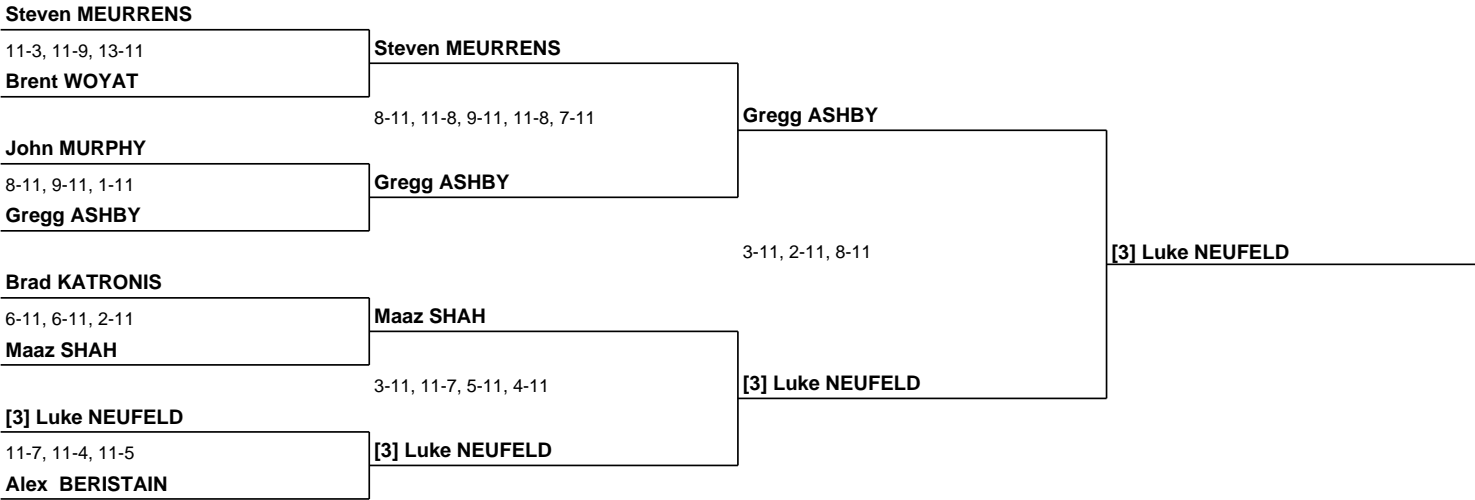 Steven MEURRENS
11-3, 11-9, 13-11
Brent WOYAT
John MURPHY
8-11, 9-11, 1-11
Gregg ASHBY
Brad KATRONIS
6-11, 6-11, 2-11
Maaz SHAH
[3] Luke NEUFELD
11-7, 11-4, 11-5
Alex BERISTAIN
Steven MEURRENS
8-11, 11-8, 9-11, 11-8, 7-11
Gregg ASHBY
Maaz SHAH
3-11, 11-7, 5-11, 4-11
[3] Luke NEUFELD
Gregg ASHBY
3-11, 2-11, 8-11
[3] Luke NEUFELD
[3] Luke NEUFELD